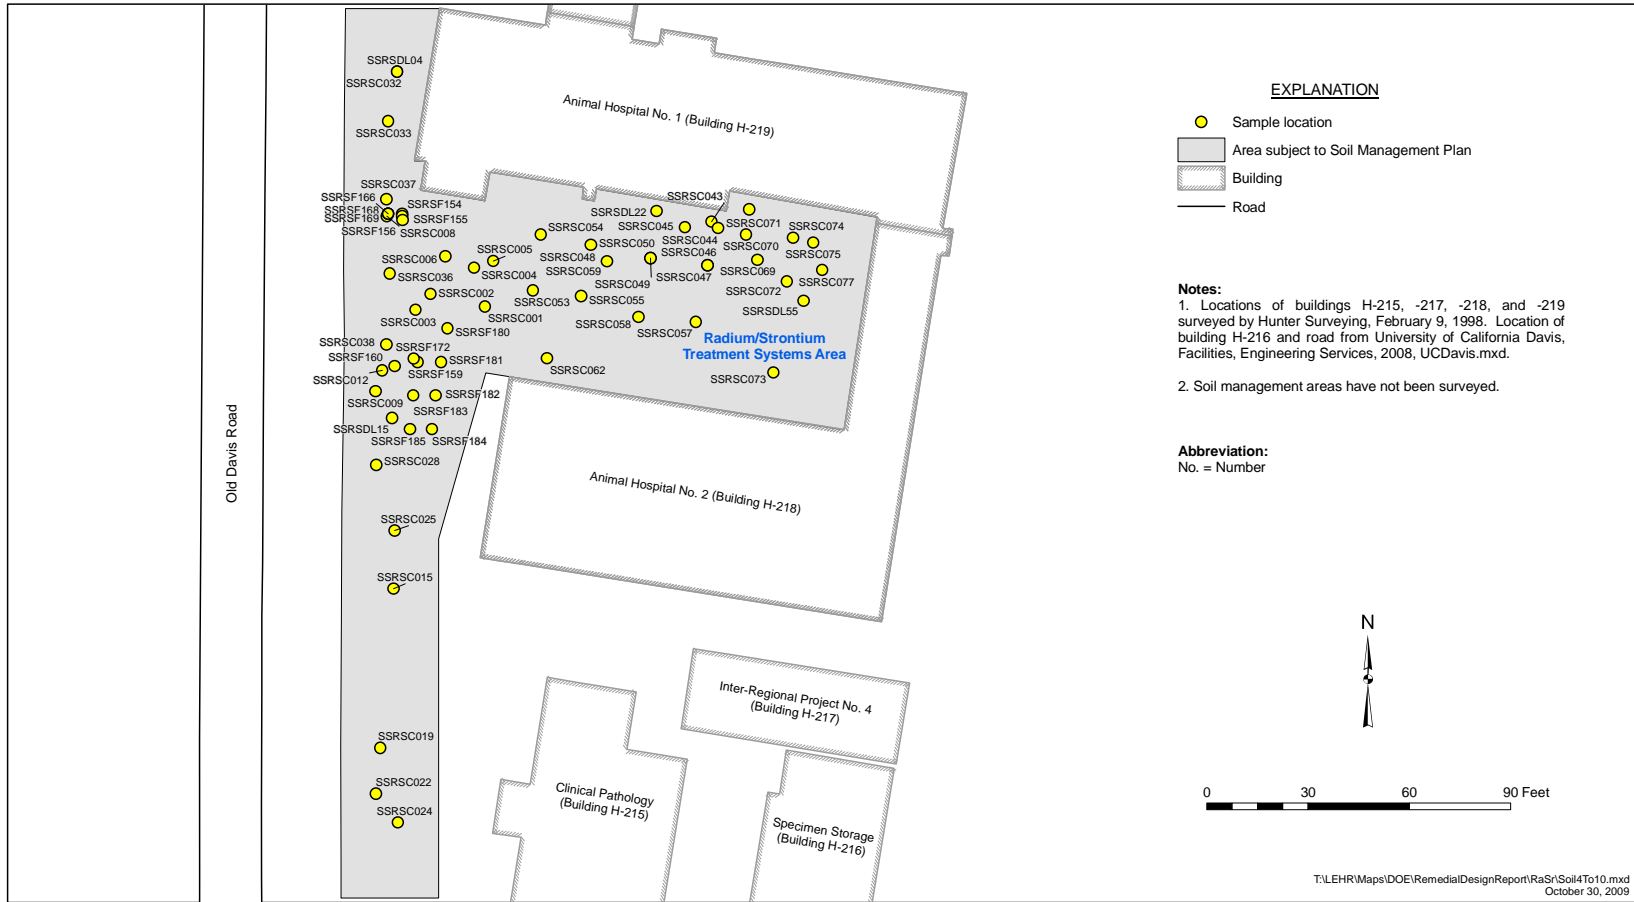 SSRSDL04
SSRSC032
SSRSC033
Animal Hospital No. 1 (Building H-219)
SSRSC037
SSRSF166
SSRSF168
SSRSF169
SSRSF154
SSRSF155
SSRSF156
SSRSC008
SSRSC043
SSRSDL22
SSRSC045
SSRSC044
SSRSC071
SSRSC070
SSRSC074
SSRSC075
SSRSC054
SSRSC050
SSRSC048
SSRSC059
SSRSC046
SSRSC005
SSRSC006
SSRSC004
SSRSC036
SSRSC049
SSRSC047
SSRSC069
SSRSC077
SSRSC072
SSRSC002
SSRSC053
SSRSC055
SSRSDL55
SSRSC003
SSRSC001
SSRSC058
SSRSC057
SSRSF180
SSRSC038
SSRSF172
SSRSF160
SSRSF181
SSRSF159
SSRSC012
SSRSC062
Radium/Strontium
Treatment Systems Area
SSRSC073
SSRSC009
SSRSF182
SSRSF183
SSRSDL15
SSRSF185
SSRSF184
SSRSC028
Old Davis Road
Animal Hospital No. 2 (Building H-218)
SSRSC025
SSRSC015
Inter-Regional Project No. 4
(Building H-217)
SSRSC019
SSRSC022
SSRSC024
Clinical Pathology
(Building H-215)
Specimen Storage
(Building H-216)
EXPLANATION
Sample location
Area subject to Soil Management Plan
Building
Road
Notes:
1. Locations of buildings H-215, -217, -218, and -219
surveyed by Hunter Surveying, February 9, 1998. Location of
building H-216 and road from University of California Davis,
Facilities, Engineering Services, 2008, UCDavis.mxd.
2. Soil management areas have not been surveyed.
Abbreviation:
No. = Number
N
0 30 60 90 Feet
T:\LEHR\Maps\DOE\RemedialDesignReport\RaSr\Soil4To10.mxd
October 30, 2009